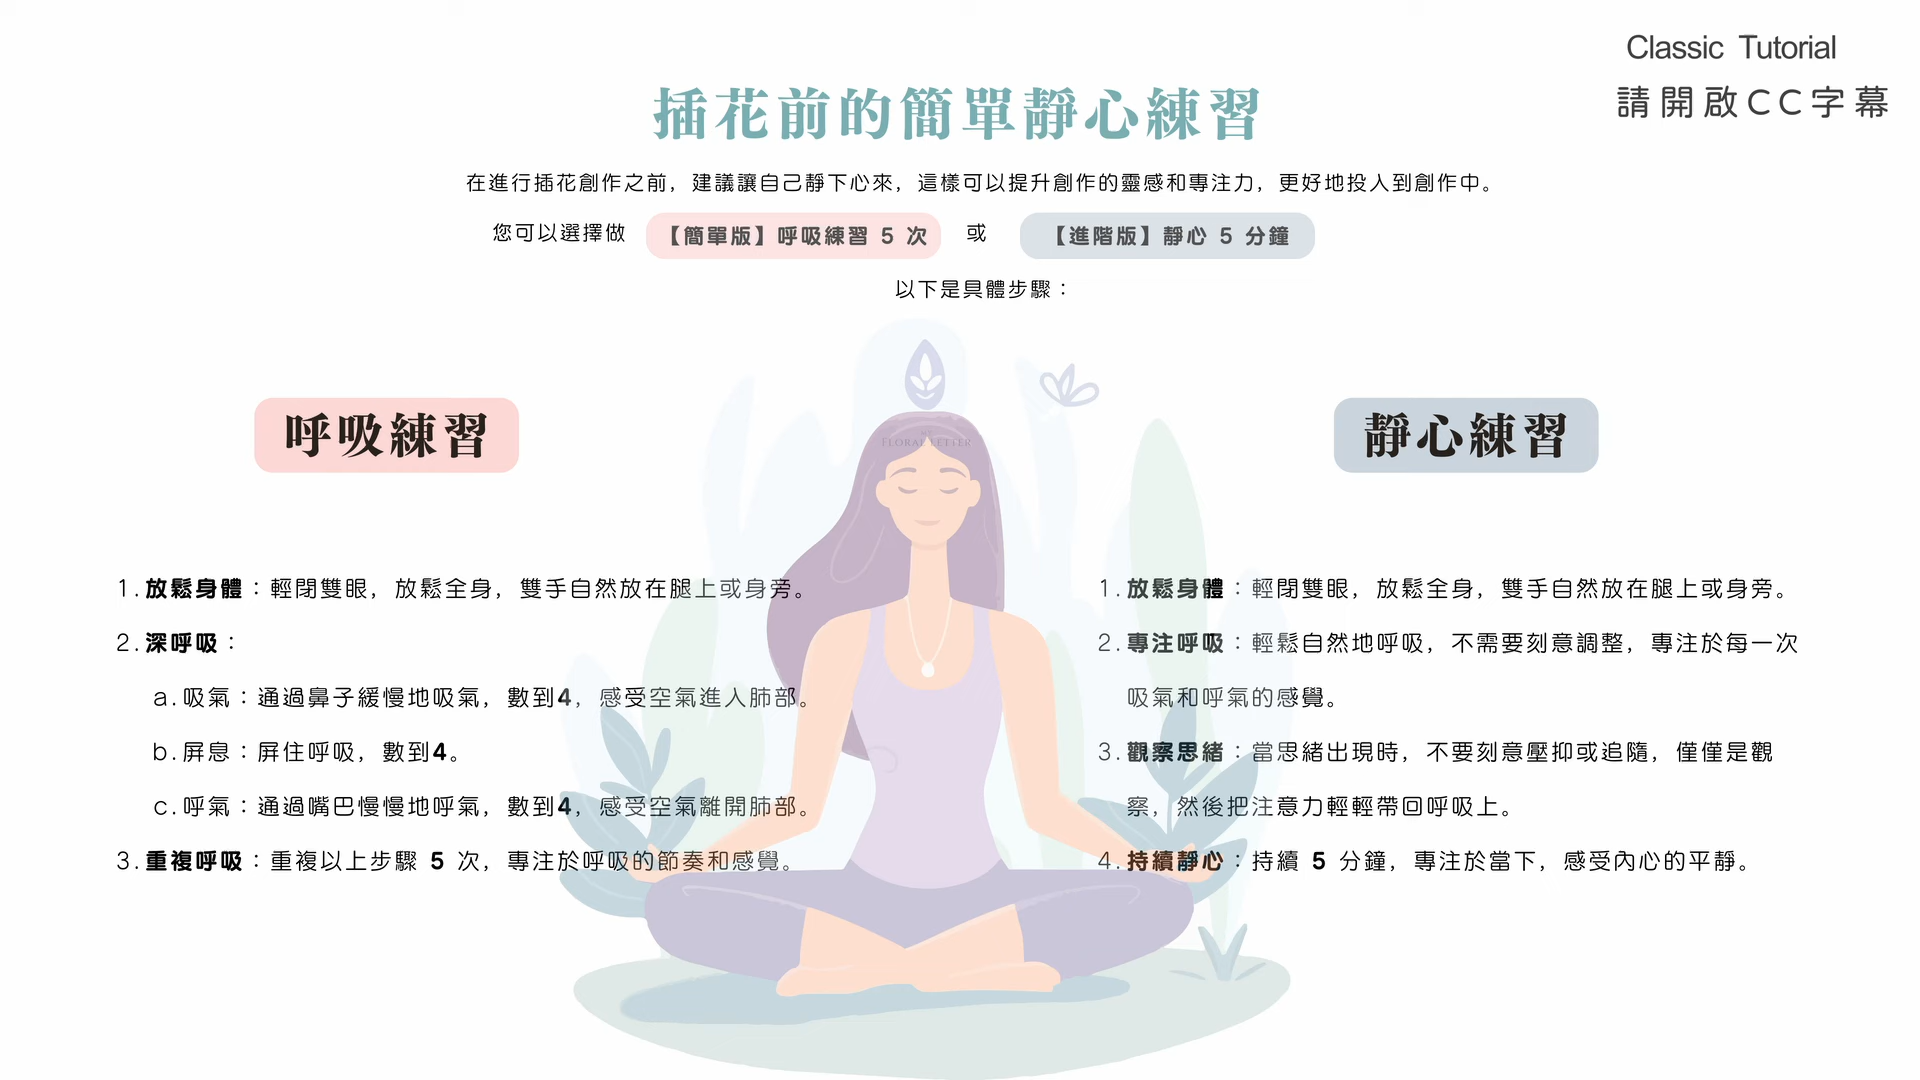 Classic Tutorial
請開啟CC字幕
插花前的簡單靜心練習
在進行插花創作之前，建議讓自己靜下心來，這樣可以提升創作的靈感和專注力，更好地投入到創作中。
您可以選擇做 【簡單版】呼吸練習 5 次 或 【進階版】靜心 5 分鐘
以下是具體步驟：
FLORAL LETTER
呼吸練習
1. 放鬆身體：輕閉雙眼，放鬆全身，雙手自然放在腿上或身旁。
2. 深呼吸：
a. 吸氣：通過鼻子緩慢地吸氣，數到4，感受空氣進入肺部。
b. 屏息：屏住呼吸，數到4。
c. 呼氣：通過嘴巴慢慢地呼氣，數到4，感受空氣離開肺部。
3. 重複呼吸：重複以上步驟 5 次，專注於呼吸的節奏和感覺。
靜心練習
1. 放鬆身體：輕閉雙眼，放鬆全身，雙手自然放在腿上或身旁。
2. 專注呼吸：輕鬆自然地呼吸，不需要刻意調整，專注於每一次
吸氣和呼氣的感覺。
3. 觀察思緒：當思緒出現時，不要刻意壓抑或追隨，僅僅是觀
察，然後把注意力輕輕帶回呼吸上。
4. 持續靜心：持續 5 分鐘，專注於當下，感受內心的平靜。